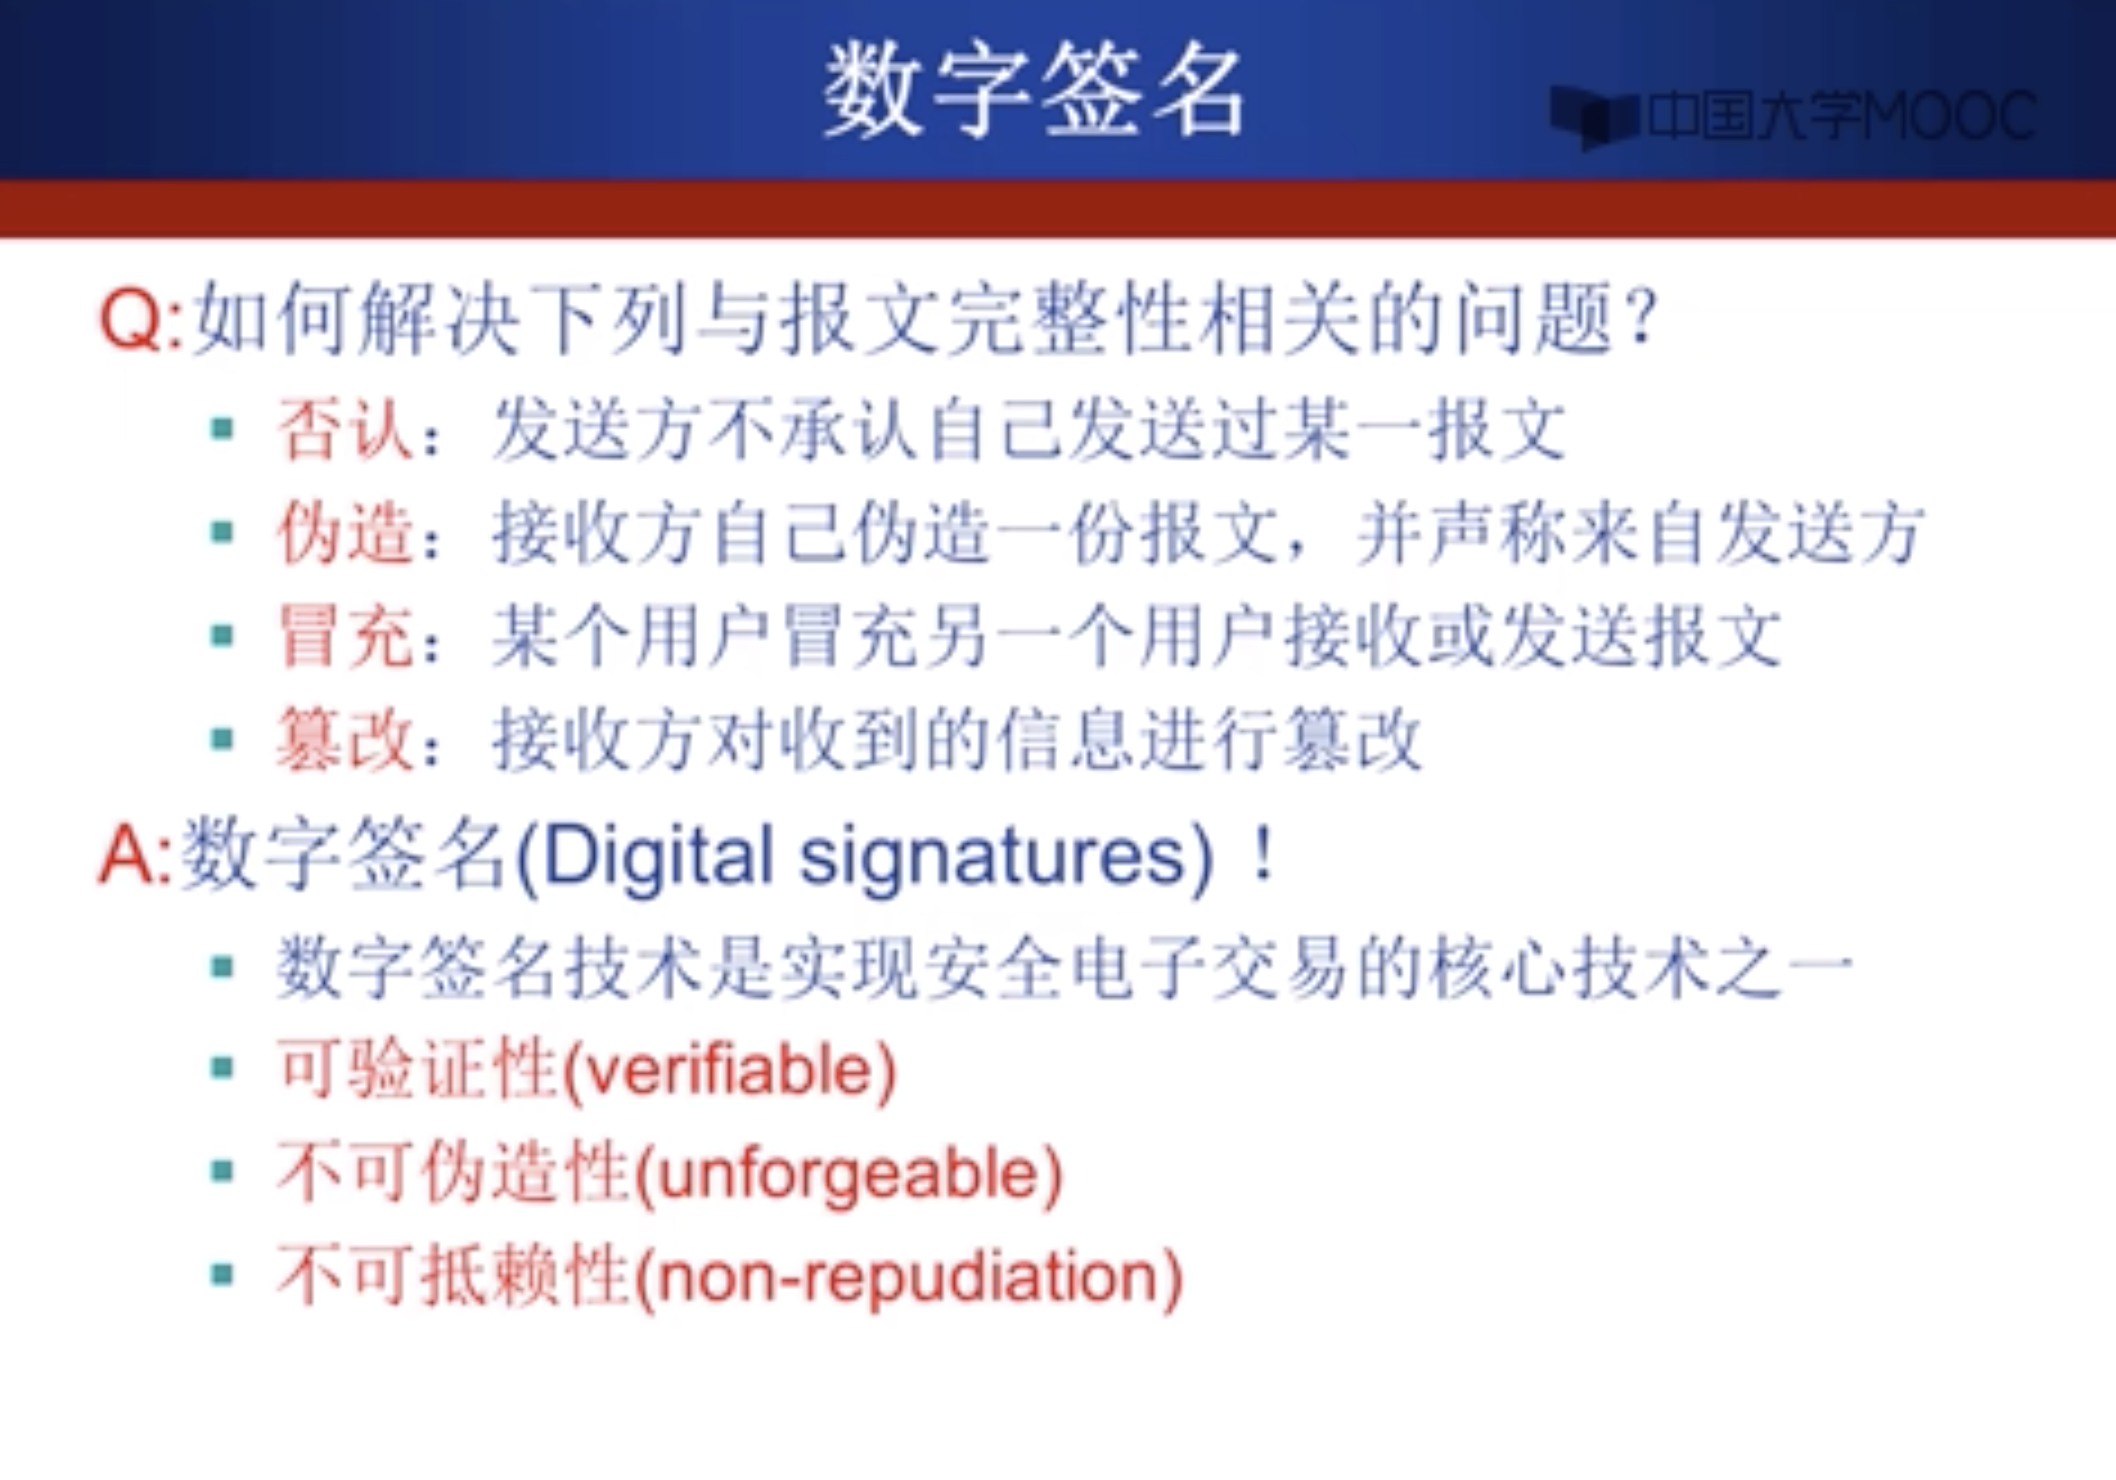 数字签名
中国大学MOOC
Q:如何解决下列与报文完整性相关的问题？
否认：发送方不承认自己发送过某一报文
伪造：接收方自己伪造一份报文，并声称来自发送方
冒充：某个用户冒充另一个用户接收或发送报文
篡改：接收方对收到的信息进行篡改
A:数字签名(Digital signatures)！
数字签名技术是实现安全电子交易的核心技术之一
可验证性(verifiable)
不可伪造性(unforgeable)
不可抵赖性(non-repudiation)